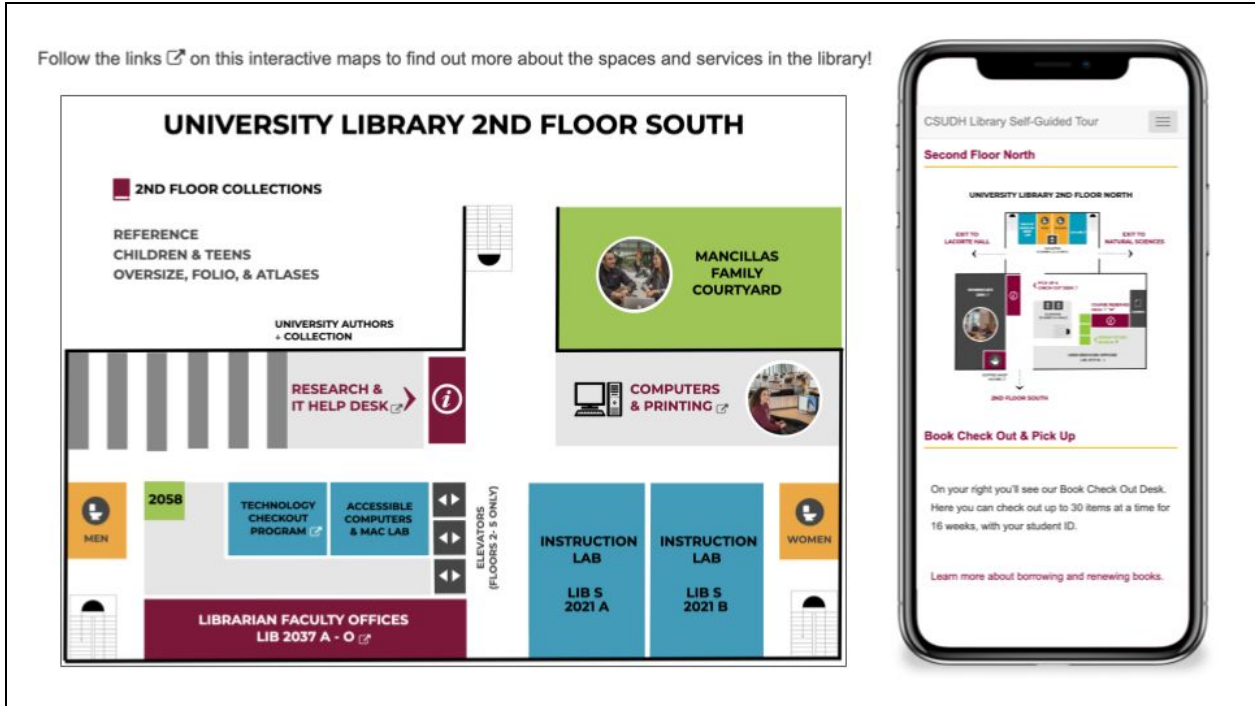 Follow the links on this interactive maps to find out more about the spaces and services in the library!
UNIVERSITY LIBRARY 2ND FLOOR SOUTH
2ND FLOOR COLLECTIONS
REFERENCE
CHILDREN & TEENS
OVERSIZE, FOLIO, & ATLASES
UNIVERSITY AUTHORS
+ COLLECTION
MANCILLAS
FAMILY
COURTYARD
RESEARCH &
IT HELP DESK
i
COMPUTERS
& PRINTING
MEN
2058
TECHNOLOGY
CHECKOUT
PROGRAM
ACCESSIBLE
COMPUTERS
& MAC LAB
ELEVATORS
(FLOORS 2- 5 ONLY)
INSTRUCTION
LAB
LIB S
2021 A
INSTRUCTION
LAB
LIB S
2021 B
WOMEN
LIBRARIAN FACULTY OFFICES
LIB 2037 A - O
CSUDH Library Self-Guided Tour
Second Floor North
UNIVERSITY LIBRARY 2ND FLOOR NORTH
EXIT TO
LACORTE HALL
EXIT TO
NATURAL SCIENCES
PICK UP &
CHECK OUT DESK
2ND FLOOR SOUTH
Book Check Out & Pick Up
On your right you'll see our Book Check Out Desk.
Here you can check out up to 30 items at a time for
16 weeks, with your student ID.
Learn more about borrowing and renewing books.